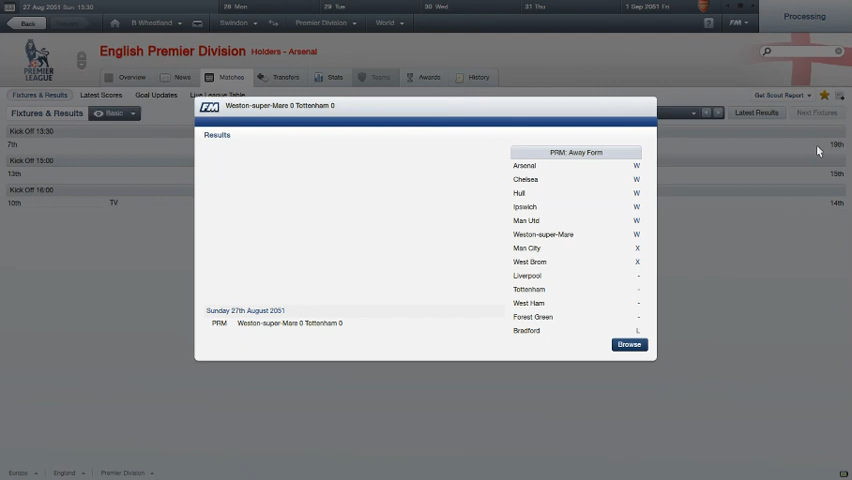 27 Aug 2051 Sun 13:30
28 Mon
29 Tue
30 Wed
31 Thu
1 Sep 2051 Fri
Processing
Back
B Wheatland
Swindon
Premier Division
World
?
FM
PREMIER LEAGUE
English Premier Division
Holders - Arsenal
Overview
News
Matches
Transfers
Stats
Teams
Awards
History
Fixtures & Results
Latest Scores
Goal Updates
Live League Table
Get Scout Report
Fixtures & Results
Basic
Latest Results
Next Fixtures
Kick Off 13:30
7th
19th
Kick Off 15:00
13th
15th
Kick Off 16:00
10th
TV
14th
FM
Weston-super-Mare 0 Tottenham 0
Results
PRM: Away Form
Arsenal W
Chelsea W
Hull W
Ipswich W
Man Utd W
Weston-super-Mare W
Man City X
West Brom X
Liverpool -
Tottenham -
West Ham -
Forest Green -
Bradford L
Sunday 27th August 2051
PRM Weston-super-Mare 0 Tottenham 0
Browse
Europe
England
Premier Division